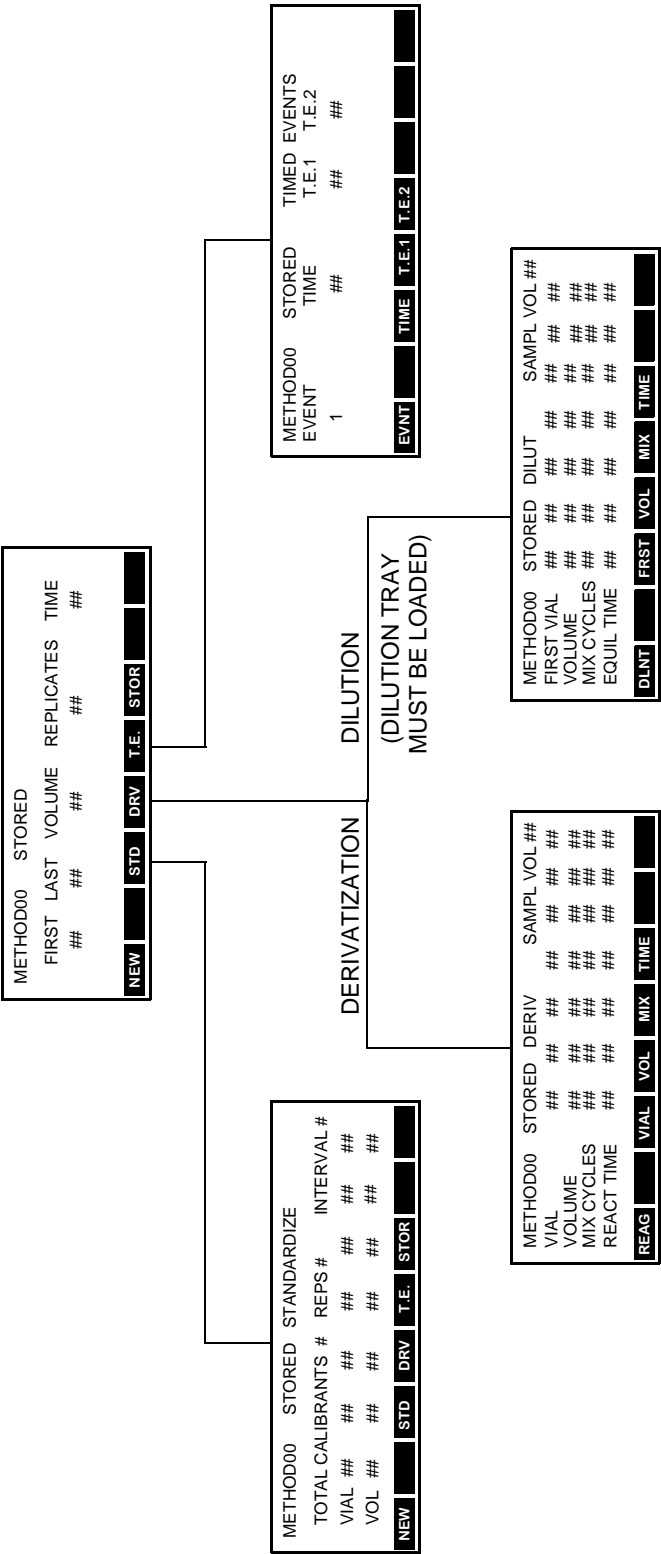 METHOD00 STORED
FIRST LAST VOLUME REPLICATES TIME
## ## ## ## ##
NEW STD DRV T.E. STOR
METHOD00 STORED STANDARDIZE
TOTAL CALIBRANTS # REPS # INTERVAL #
VIAL ## ## ## ## ## ## ##
VOL ## ## ## ## ## ## ##
NEW STD DRV T.E. STOR
DERIVATIZATION
DILUTION
(DILUTION TRAY
MUST BE LOADED)
METHOD00 STORED TIMED EVENTS
EVENT TIME T.E.1 T.E.2
1 ## ## ##
EVNT TIME T.E.1 T.E.2
METHOD00 STORED DERIV SAMPL VOL ##
VIAL ## ## ## ## ## ## ##
VOLUME ## ## ## ## ## ## ##
MIX CYCLES ## ## ## ## ## ## ##
REACT TIME ## ## ## ## ## ## ##
REAG VIAL VOL MIX TIME
METHOD00 STORED DILUT SAMPL VOL ##
FIRST VIAL ## ## ## ## ## ## ##
VOLUME ## ## ## ## ## ## ##
MIX CYCLES ## ## ## ## ## ## ##
EQUIL TIME ## ## ## ## ## ## ##
DLNT FRST VOL MIX TIME